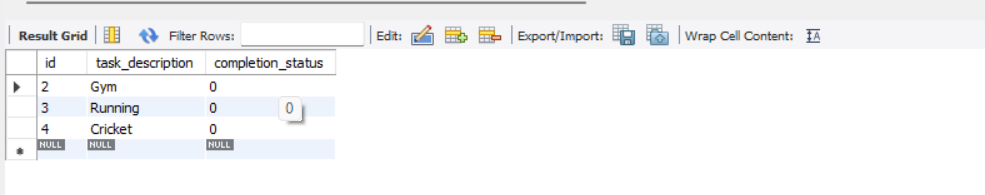 Result Grid Filter Rows: Edit: Export/Import: Wrap Cell Content: IA
id task_description completion_status
2 Gym 0
3 Running 0 0
4 Cricket 0
NULL NULL NULL